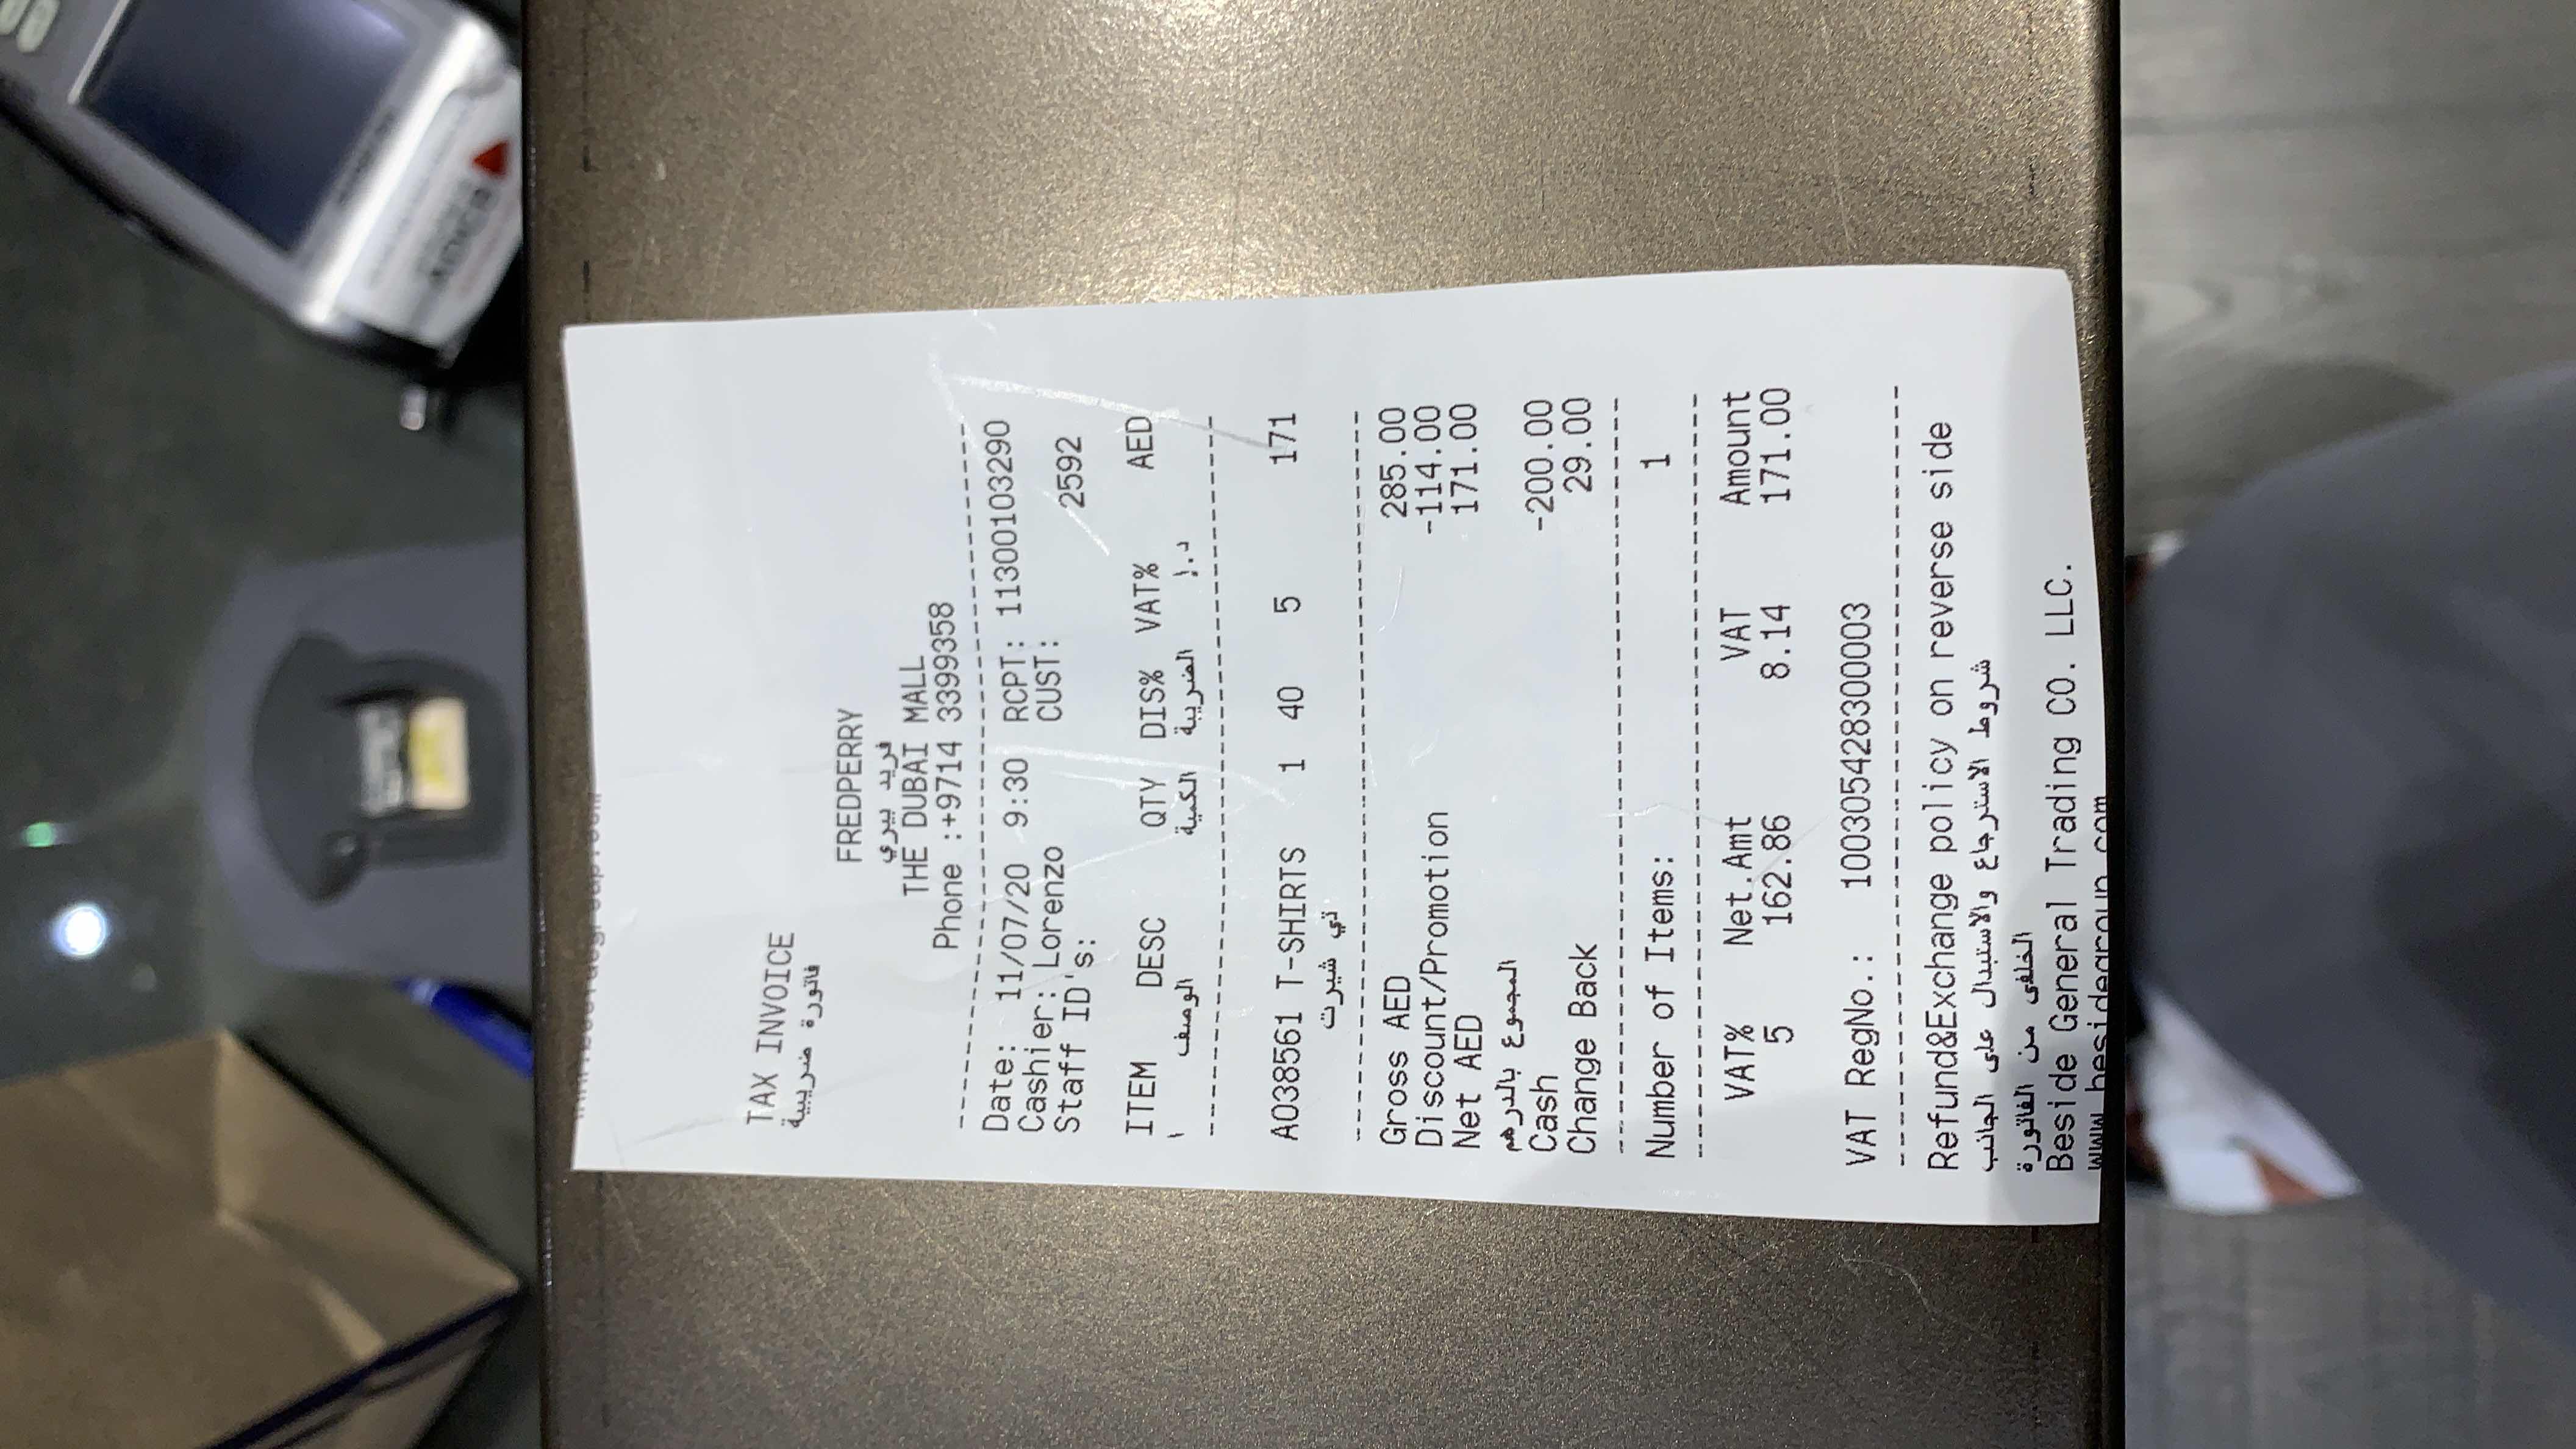 TAX INVOICE
فاتورة ضريبية
FREDPERRY
فريد بيري
THE DUBAI MALL
Phone :+9714 3399358
Date: 11/07/20 9:30 RCPT: 11300103290
Cashier: Lorenzo CUST:
Staff ID's: 2592
ITEM DESC QTY DIS% VAT% AED
ا الوصف الكمية الضريبة د.إ
A038561 T-SHIRTS 1 40 5 171
تي شيرت
Gross AED 285.00
Discount/Promotion -114.00
Net AED 171.00
المجموع بالدرهم
Cash -200.00
Change Back 29.00
Number of Items: 1
VAT% Net.Amt VAT Amount
5 162.86 8.14 171.00
VAT RegNo.: 100305428300003
Refund&Exchange policy on reverse side
شروط الاسترجاع والاستبدال على الجانب
الخلفى من الفاتورة
Beside General Trading CO. LLC.
www.besidegroup.com